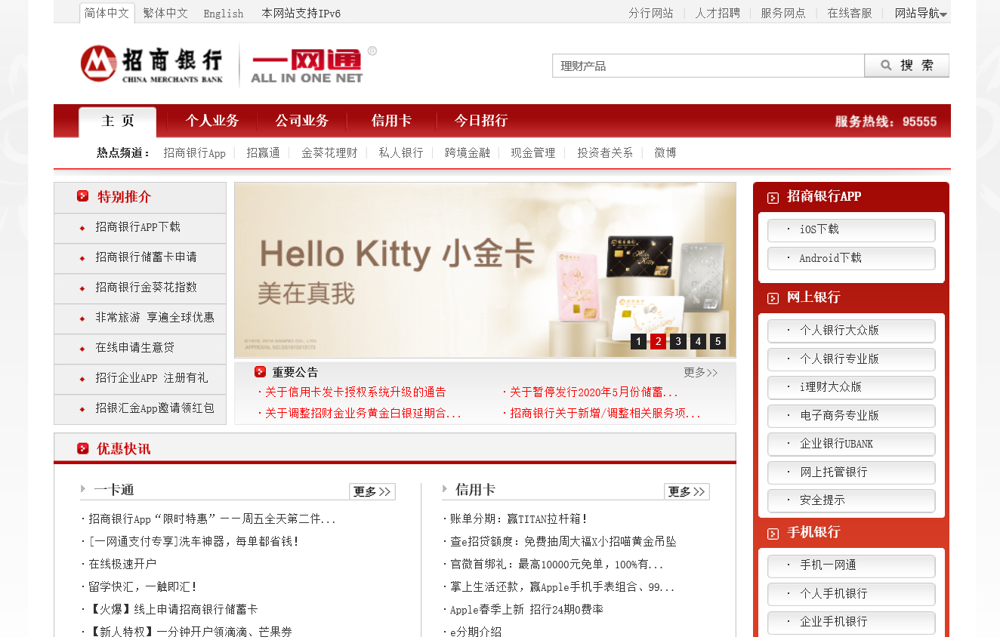 简体中文 繁体中文 English 本网站支持IPv6 分行网站 人才招聘 服务网点 在线客服 网站导航
招商银行
CHINA MERCHANTS BANK
一网通®
ALL IN ONE NET
理财产品 搜 索
主 页 个人业务 公司业务 信用卡 今日招行 服务热线：95555
热点频道： 招商银行App 招赢通 金葵花理财 私人银行 跨境金融 现金管理 投资者关系 微博
特别推介
招商银行APP下载
招商银行储蓄卡申请
招商银行金葵花指数
非常旅游 享遍全球优惠
在线申请生意贷
招行企业APP 注册有礼
招银汇金App邀请领红包
Hello Kitty 小金卡
美在真我
1 2 3 4 5
重要公告 更多>>
·关于信用卡发卡授权系统升级的通告 ·关于暂停发行2020年5月份储蓄...
·关于调整招财金业务黄金白银延期合... ·招商银行关于新增/调整相关服务项...
优惠快讯
一卡通 更多>>
·招商银行App“限时特惠”——周五全天第二件...
·[一网通支付专享]洗车神器，每单都省钱！
·在线极速开户
·留学快汇，一触即汇！
·【火爆】线上申请招商银行储蓄卡
·【新人特权】一分钟开户领滴滴、芒果券
信用卡 更多>>
·账单分期：赢TITAN拉杆箱！
·查e招贷额度：免费抽周大福X小招喵黄金吊坠
·官微首绑礼：最高10000元免单，100%有...
·掌上生活还款，赢Apple手机手表组合、99...
·Apple春季上新 招行24期0费率
·e分期介绍
招商银行APP
· iOS下载
· Android下载
网上银行
· 个人银行大众版
· 个人银行专业版
· i理财大众版
· 电子商务专业版
· 企业银行UBANK
· 网上托管银行
· 安全提示
手机银行
· 手机一网通
· 个人手机银行
· 企业手机银行